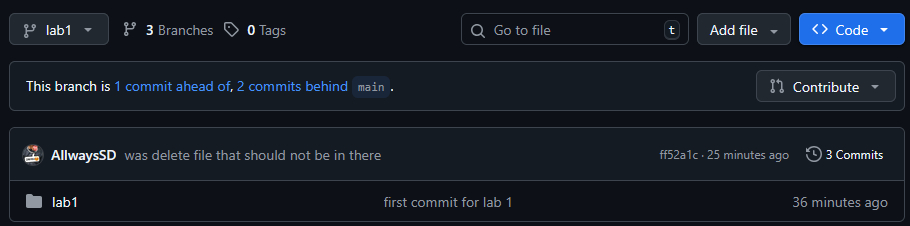 lab1 3 Branches 0 Tags Go to file t Add file Code
This branch is 1 commit ahead of, 2 commits behind main . Contribute
AllwaysSD was delete file that should not be in there ff52a1c · 25 minutes ago 3 Commits
lab1 first commit for lab 1 36 minutes ago